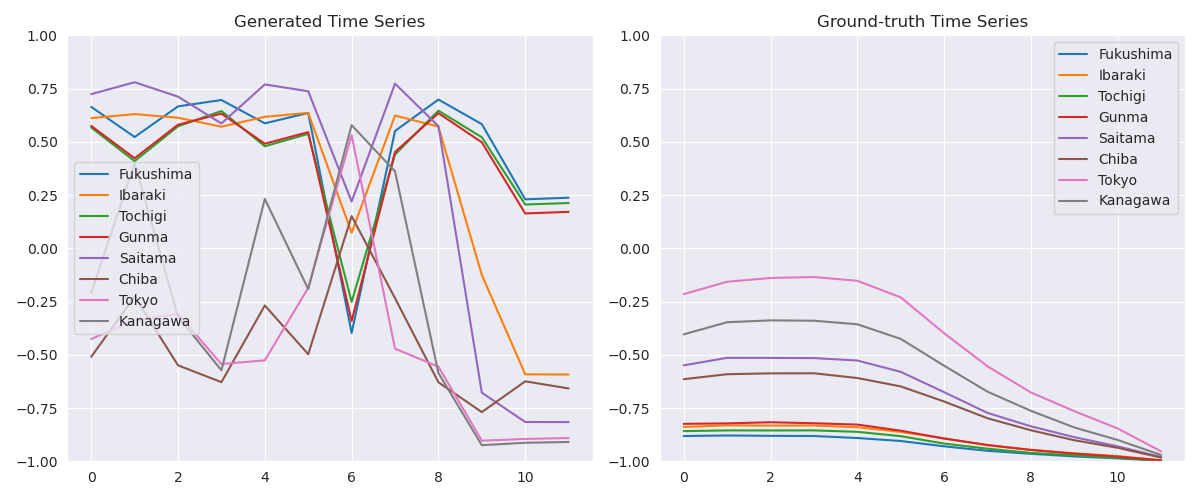 Generated Time Series
1.00
0.75
0.50
0.25
0.00
−0.25
−0.50
−0.75
−1.00
0
2
4
6
8
10
Fukushima
Ibaraki
Tochigi
Gunma
Saitama
Chiba
Tokyo
Kanagawa
Ground-truth Time Series
1.00
0.75
0.50
0.25
0.00
−0.25
−0.50
−0.75
−1.00
0
2
4
6
8
10
Fukushima
Ibaraki
Tochigi
Gunma
Saitama
Chiba
Tokyo
Kanagawa